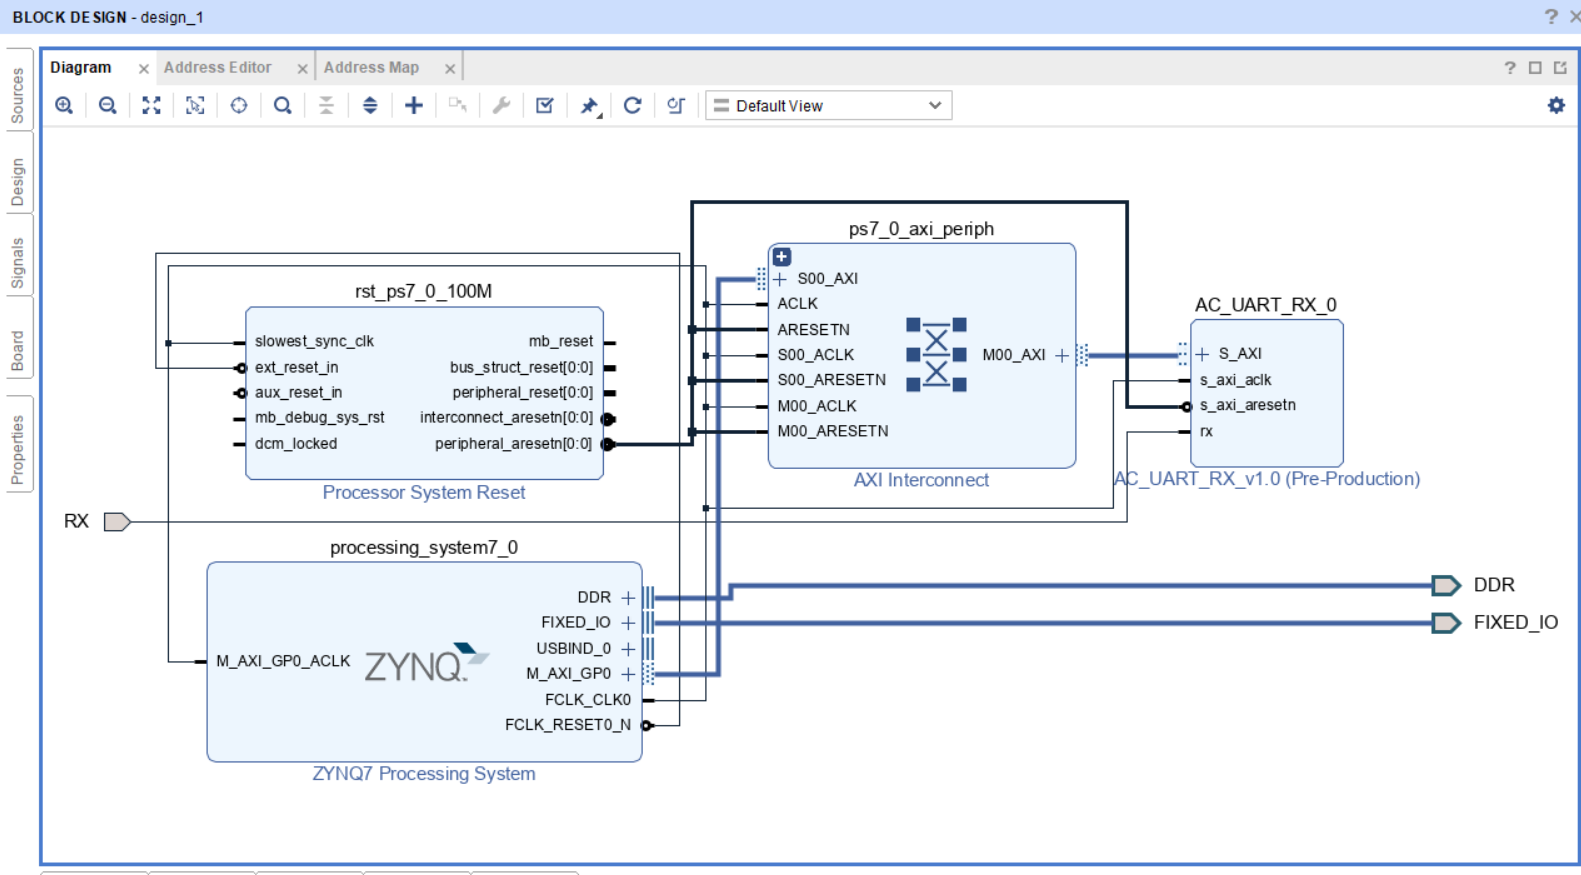 BLOCK DESIGN - design_1
? ×
Sources
Design
Signals
Board
Properties
Diagram × Address Editor × Address Map ×
?
Default View
rst_ps7_0_100M
slowest_sync_clk
ext_reset_in
aux_reset_in
mb_debug_sys_rst
dcm_locked
mb_reset
bus_struct_reset[0:0]
peripheral_reset[0:0]
interconnect_aresetn[0:0]
peripheral_aresetn[0:0]
Processor System Reset
ps7_0_axi_periph
S00_AXI
ACLK
ARESETN
S00_ACLK
S00_ARESETN
M00_ACLK
M00_ARESETN
M00_AXI
AXI Interconnect
AC_UART_RX_0
S_AXI
s_axi_aclk
s_axi_aresetn
rx
AC_UART_RX_v1.0 (Pre-Production)
RX
processing_system7_0
M_AXI_GP0_ACLK
ZYNQ
DDR
FIXED_IO
USBIND_0
M_AXI_GP0
FCLK_CLK0
FCLK_RESET0_N
ZYNQ7 Processing System
DDR
FIXED_IO